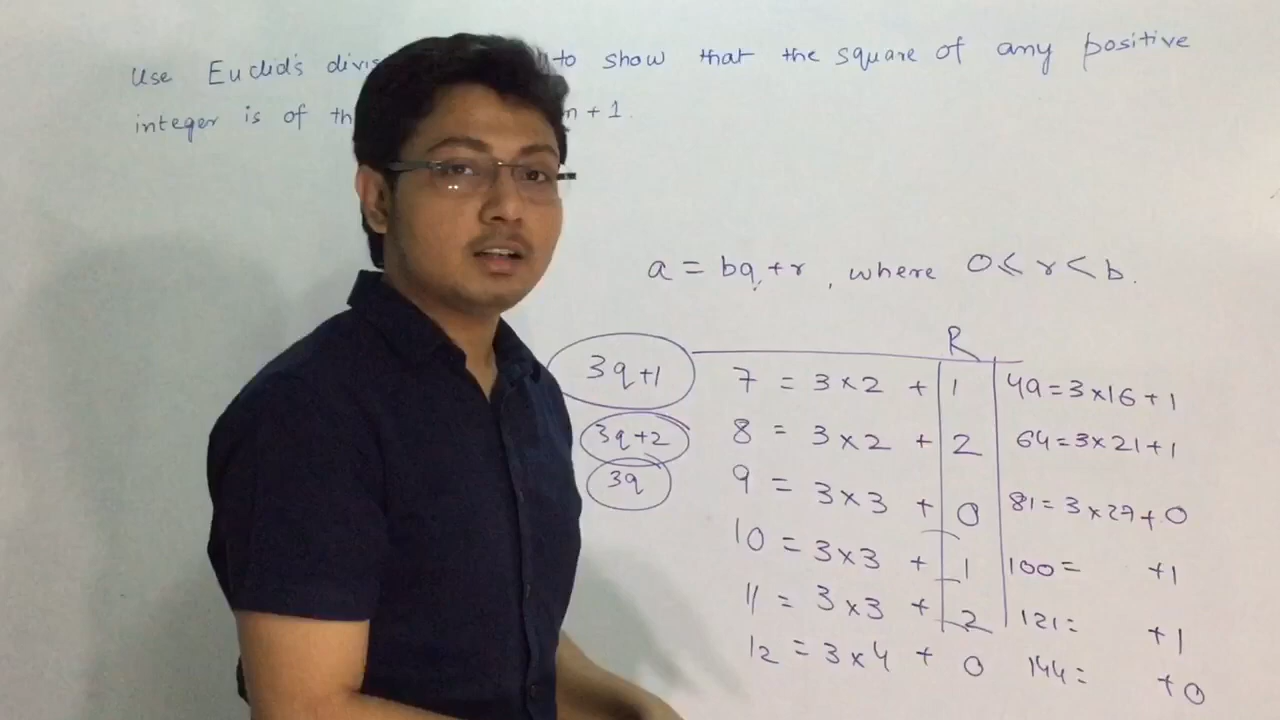 Use Euclid's divis to show that the square of any positive
integer is of th n + 1.
a = bq + r , where 0 ≤ r < b.
R
3q+1 7 = 3 × 2 + 1 49 = 3 × 16 + 1
3q+2 8 = 3 × 2 + 2 64 = 3 × 21 + 1
3q 9 = 3 × 3 + 0 81 = 3 × 27 + 0
10 = 3 × 3 + 1 100 = + 1
11 = 3 × 3 + 2 121 = + 1
12 = 3 × 4 + 0 144 = + 0